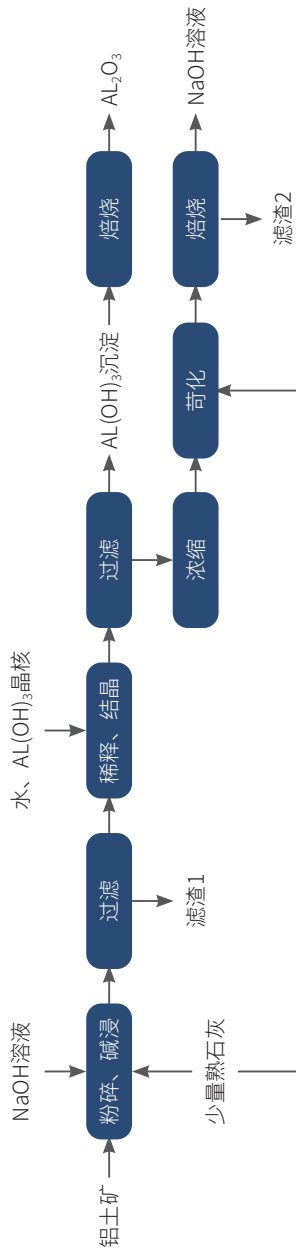 铝土矿
NaOH溶液
粉碎、碱浸
少量熟石灰
过滤
滤渣1
水、AL(OH)₃晶核
稀释、结晶
过滤
AL(OH)₃沉淀
焙烧
AL₂O₃
浓缩
苛化
焙烧
NaOH溶液
滤渣2